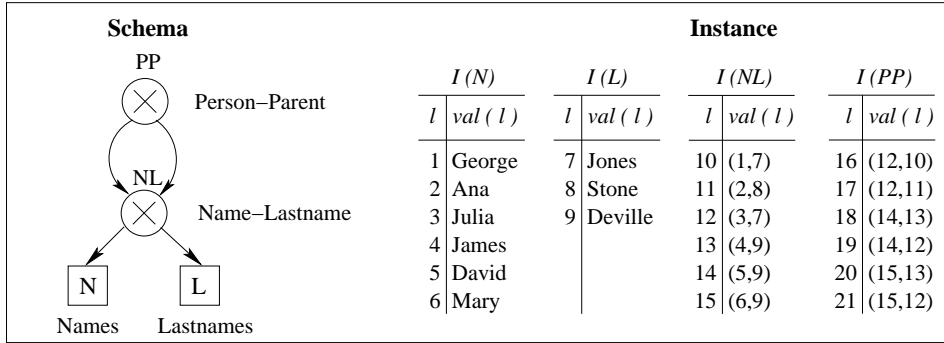 Schema
PP
Person−Parent
NL
Name−Lastname
N
L
Names Lastnames
Instance
I (N) I (L) I (NL) I (PP)
l val ( l ) l val ( l ) l val ( l ) l val ( l )
1 George 7 Jones 10 (1,7) 16 (12,10)
2 Ana 8 Stone 11 (2,8) 17 (12,11)
3 Julia 9 Deville 12 (3,7) 18 (14,13)
4 James 13 (4,9) 19 (14,12)
5 David 14 (5,9) 20 (15,13)
6 Mary 15 (6,9) 21 (15,12)